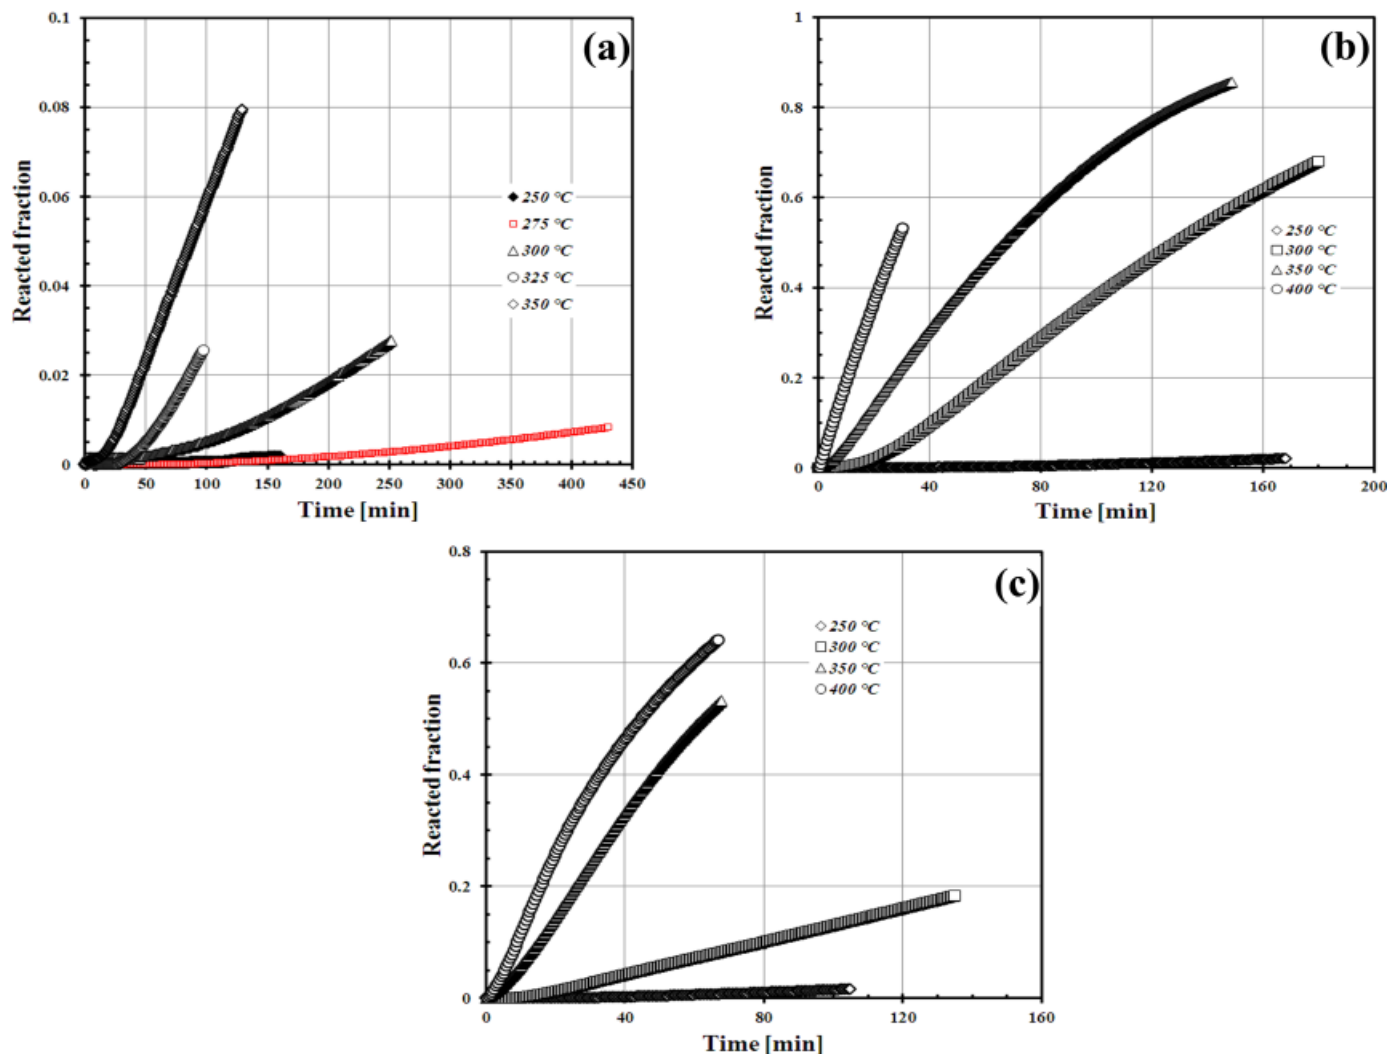 (a)
Reacted fraction
0.1
0.08
0.06
0.04
0.02
0
250 °C
275 °C
300 °C
325 °C
350 °C
0 50 100 150 200 250 300 350 400 450
Time [min]
(b)
Reacted fraction
1
0.8
0.6
0.4
0.2
0
250 °C
300 °C
350 °C
400 °C
0 40 80 120 160 200
Time [min]
(c)
Reacted fraction
0.8
0.6
0.4
0.2
0
250 °C
300 °C
350 °C
400 °C
0 40 80 120 160
Time [min]